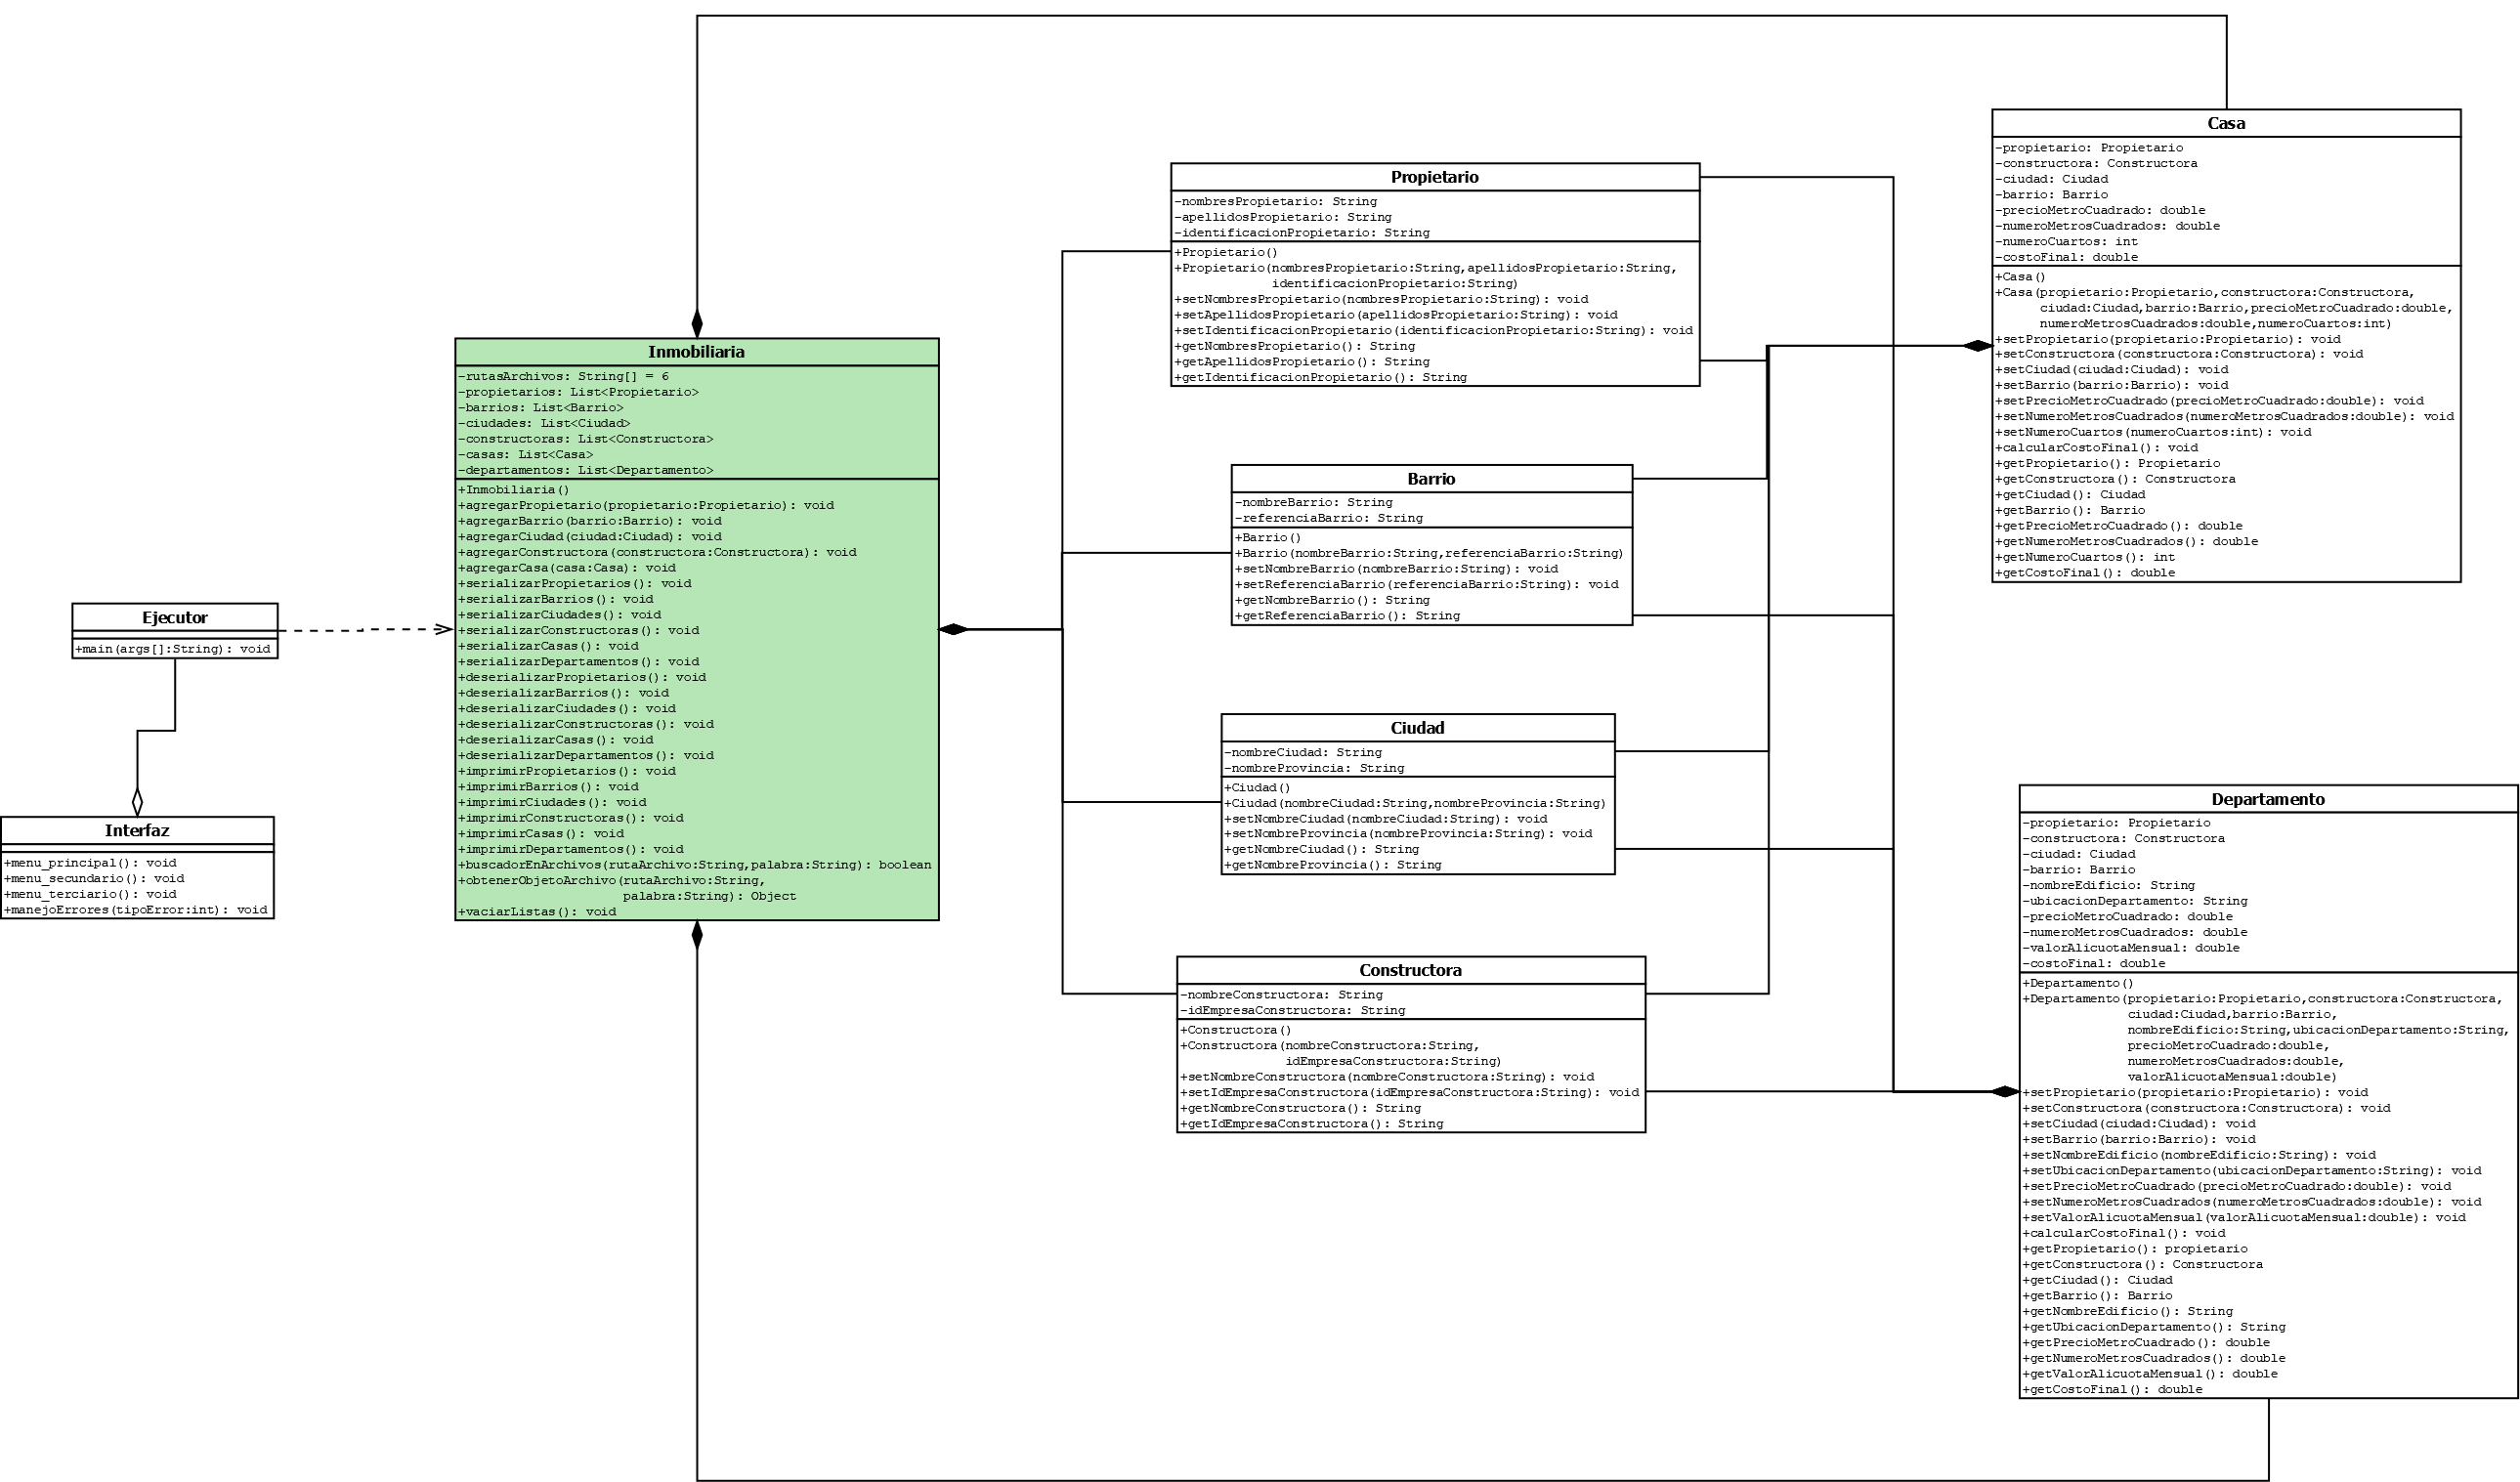 Ejecutor
+main(args[]:String): void
Interfaz
+menu_principal(): void
+menu_secundario(): void
+menu_terciario(): void
+manejoErrores(tipoError:int): void
Inmobiliaria
-rutasArchivos: String[] = 6
-propietarios: List<Propietario>
-barrios: List<Barrio>
-ciudades: List<Ciudad>
-constructoras: List<Constructora>
-casas: List<Casa>
-departamentos: List<Departamento>
+Inmobiliaria()
+agregarPropietario(propietario:Propietario): void
+agregarBarrio(barrio:Barrio): void
+agregarCiudad(ciudad:Ciudad): void
+agregarConstructora(constructora:Constructora): void
+agregarCasa(casa:Casa): void
+serializarPropietarios(): void
+serializarBarrios(): void
+serializarCiudades(): void
+serializarConstructoras(): void
+serializarCasas(): void
+serializarDepartamentos(): void
+deserializarPropietarios(): void
+deserializarBarrios(): void
+deserializarCiudades(): void
+deserializarConstructoras(): void
+deserializarCasas(): void
+deserializarDepartamentos(): void
+imprimirPropietarios(): void
+imprimirBarrios(): void
+imprimirCiudades(): void
+imprimirConstructoras(): void
+imprimirCasas(): void
+imprimirDepartamentos(): void
+buscadorEnArchivos(rutaArchivo:String,palabra:String): boolean
+obtenerObjetoArchivo(rutaArchivo:String,
palabra:String): Object
+vaciarListas(): void
Propietario
-nombresPropietario: String
-apellidosPropietario: String
-identificacionPropietario: String
+Propietario()
+Propietario(nombresPropietario:String,apellidosPropietario:String,
identificacionPropietario:String)
+setNombresPropietario(nombresPropietario:String): void
+setApellidosPropietario(apellidosPropietario:String): void
+setIdentificacionPropietario(identificacionPropietario:String): void
+getNombresPropietario(): String
+getApellidosPropietario(): String
+getIdentificacionPropietario(): String
Barrio
-nombreBarrio: String
-referenciaBarrio: String
+Barrio()
+Barrio(nombreBarrio:String,referenciaBarrio:String)
+setNombreBarrio(nombreBarrio:String): void
+setReferenciaBarrio(referenciaBarrio:String): void
+getNombreBarrio(): String
+getReferenciaBarrio(): String
Ciudad
-nombreCiudad: String
-nombreProvincia: String
+Ciudad()
+Ciudad(nombreCiudad:String,nombreProvincia:String)
+setNombreCiudad(nombreCiudad:String): void
+setNombreProvincia(nombreProvincia:String): void
+getNombreCiudad(): String
+getNombreProvincia(): String
Constructora
-nombreConstructora: String
-idEmpresaConstructora: String
+Constructora()
+Constructora(nombreConstructora:String,
idEmpresaConstructora:String)
+setNombreConstructora(nombreConstructora:String): void
+setIdEmpresaConstructora(idEmpresaConstructora:String): void
+getNombreConstructora(): String
+getIdEmpresaConstructora(): String
Casa
-propietario: Propietario
-constructora: Constructora
-ciudad: Ciudad
-barrio: Barrio
-precioMetroCuadrado: double
-numeroMetrosCuadrados: double
-numeroCuartos: int
-costoFinal: double
+Casa()
+Casa(propietario:Propietario,constructora:Constructora,
ciudad:Ciudad,barrio:Barrio,precioMetroCuadrado:double,
numeroMetrosCuadrados:double,numeroCuartos:int)
+setPropietario(propietario:Propietario): void
+setConstructora(constructora:Constructora): void
+setCiudad(ciudad:Ciudad): void
+setBarrio(barrio:Barrio): void
+setPrecioMetroCuadrado(precioMetroCuadrado:double): void
+setNumeroMetrosCuadrados(numeroMetrosCuadrados:double): void
+setNumeroCuartos(numeroCuartos:int): void
+calcularCostoFinal(): void
+getPropietario(): Propietario
+getConstructora(): Constructora
+getCiudad(): Ciudad
+getBarrio(): Barrio
+getPrecioMetroCuadrado(): double
+getNumeroMetrosCuadrados(): double
+getNumeroCuartos(): int
+getCostoFinal(): double
Departamento
-propietario: Propietario
-constructora: Constructora
-ciudad: Ciudad
-barrio: Barrio
-nombreEdificio: String
-ubicacionDepartamento: String
-precioMetroCuadrado: double
-numeroMetrosCuadrados: double
-valorAlicuotaMensual: double
-costoFinal: double
+Departamento()
+Departamento(propietario:Propietario,constructora:Constructora,
ciudad:Ciudad,barrio:Barrio,
nombreEdificio:String,ubicacionDepartamento:String,
precioMetroCuadrado:double,
numeroMetrosCuadrados:double,
valorAlicuotaMensual:double)
+setPropietario(propietario:Propietario): void
+setConstructora(constructora:Constructora): void
+setCiudad(ciudad:Ciudad): void
+setBarrio(barrio:Barrio): void
+setNombreEdificio(nombreEdificio:String): void
+setUbicacionDepartamento(ubicacionDepartamento:String): void
+setPrecioMetroCuadrado(precioMetroCuadrado:double): void
+setNumeroMetrosCuadrados(numeroMetrosCuadrados:double): void
+setValorAlicuotaMensual(valorAlicuotaMensual:double): void
+calcularCostoFinal(): void
+getPropietario(): propietario
+getConstructora(): Constructora
+getCiudad(): Ciudad
+getBarrio(): Barrio
+getNombreEdificio(): String
+getUbicacionDepartamento(): String
+getPrecioMetroCuadrado(): double
+getNumeroMetrosCuadrados(): double
+getValorAlicuotaMensual(): double
+getCostoFinal(): double